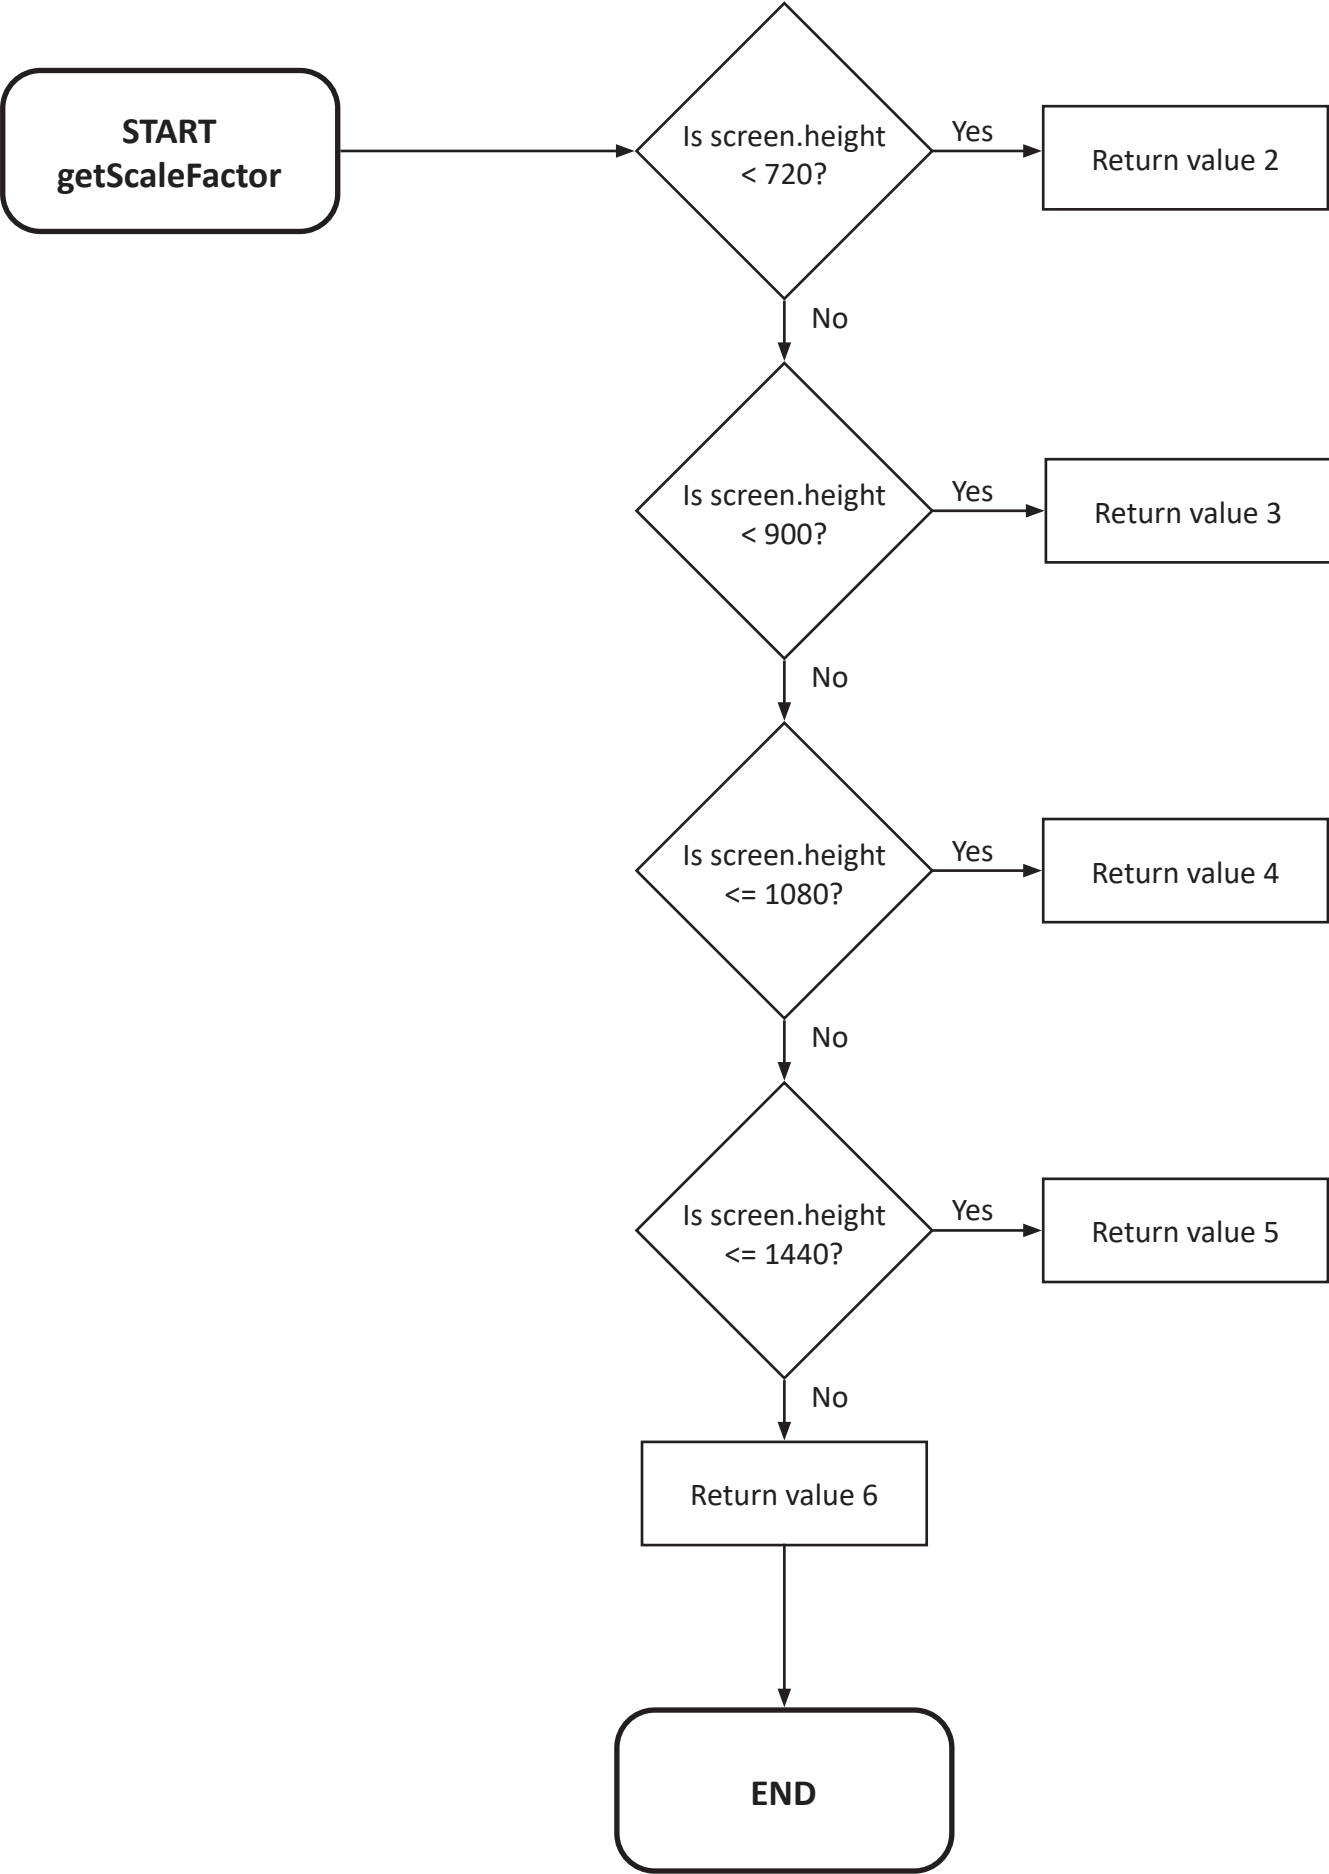 START
getScaleFactor
Is screen.height
< 720?
Yes
Return value 2
No
Is screen.height
< 900?
Yes
Return value 3
No
Is screen.height
<= 1080?
Yes
Return value 4
No
Is screen.height
<= 1440?
Yes
Return value 5
No
Return value 6
END